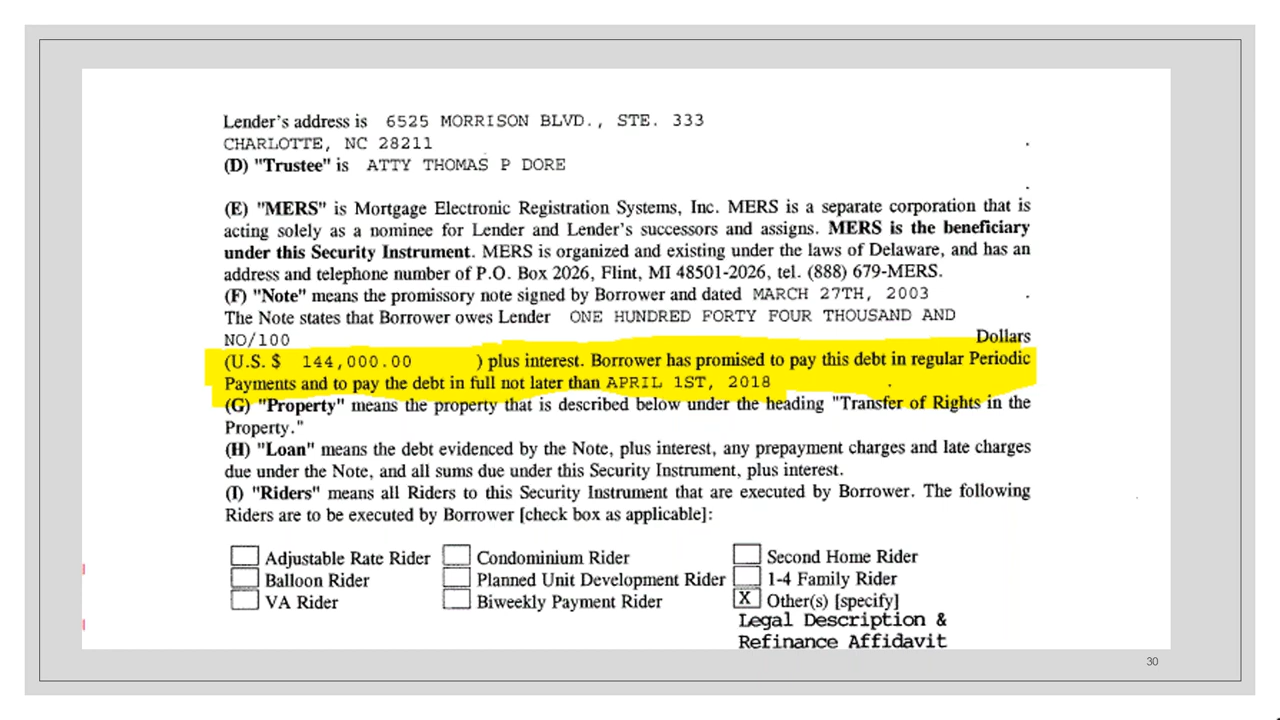 Lender's address is 6525 MORRISON BLVD., STE. 333
CHARLOTTE, NC 28211 .
(D) "Trustee" is ATTY THOMAS P DORE
.
(E) "MERS" is Mortgage Electronic Registration Systems, Inc. MERS is a separate corporation that is
acting solely as a nominee for Lender and Lender's successors and assigns. MERS is the beneficiary
under this Security Instrument. MERS is organized and existing under the laws of Delaware, and has an
address and telephone number of P.O. Box 2026, Flint, MI 48501-2026, tel. (888) 679-MERS.
(F) "Note" means the promissory note signed by Borrower and dated MARCH 27TH, 2003 .
The Note states that Borrower owes Lender ONE HUNDRED FORTY FOUR THOUSAND AND
NO/100 Dollars
(U.S. $ 144,000.00 ) plus interest. Borrower has promised to pay this debt in regular Periodic
Payments and to pay the debt in full not later than APRIL 1ST, 2018 .
(G) "Property" means the property that is described below under the heading "Transfer of Rights in the
Property."
(H) "Loan" means the debt evidenced by the Note, plus interest, any prepayment charges and late charges
due under the Note, and all sums due under this Security Instrument, plus interest.
(I) "Riders" means all Riders to this Security Instrument that are executed by Borrower. The following
Riders are to be executed by Borrower [check box as applicable]:
Adjustable Rate Rider Condominium Rider Second Home Rider
Balloon Rider Planned Unit Development Rider 1-4 Family Rider
VA Rider Biweekly Payment Rider X Other(s) [specify]
Legal Description &
Refinance Affidavit
30